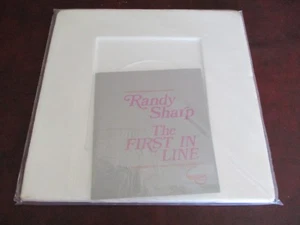 Randy
Sharp
The
FIRST IN
LINE